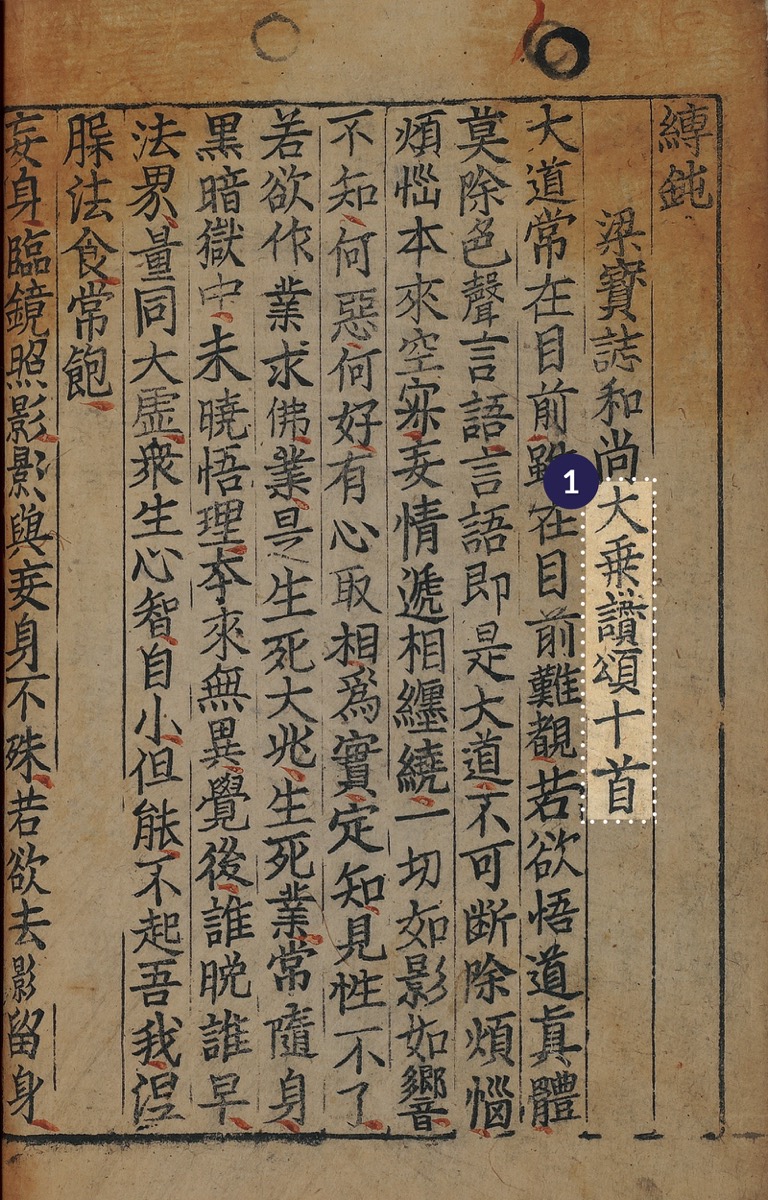 縛鈍
梁寶誌和尚大乗讃頌十首
大道常在目前雖在目前難覩若欲悟道眞體
莫除色聲言語言語即是大道不可断除煩惱
煩惱本來空寂妄情遞相纏繞一切如影如響
不知何惡何好有心取相爲實定知見性不了
若欲作業求佛業是生死大兆生死業常隨身
黒暗獄中未曉悟理本來無異覺後誰晩誰早
法界量同大虛衆生心智自小但能不起吾我涅
槃法食常飽
妄身臨鏡照影影與妄身不殊若欲去影留身
1